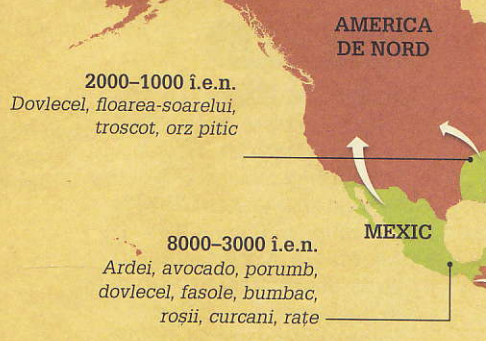 AMERICA
DE NORD
2000–1000 î.e.n.
Dovlecel, floarea-soarelui,
troscot, orz pitic
MEXIC
8000–3000 î.e.n.
Ardei, avocado, porumb,
dovlecel, fasole, bumbac,
roșii, curcani, rațe